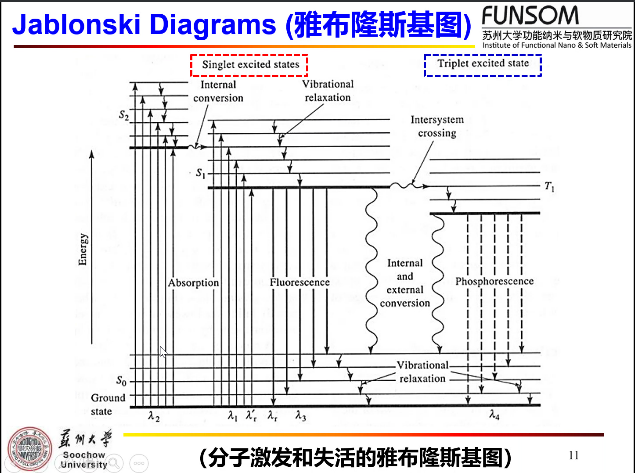 Jablonski Diagrams (雅布隆斯基图)
FUNSOM
苏州大学功能纳米与软物质研究院
Institute of Functional Nano & Soft Materials
Singlet excited states
Triplet excited state
Internal
conversion
Vibrational
relaxation
Intersystem
crossing
S₂
S₁
T₁
Energy
Absorption
Fluorescence
Internal
and
external
conversion
Phosphorescence
Vibrational
relaxation
S₀
Ground
state
λ₂
λ₁
λ'ᵣ
λᵣ
λ₃
λ₄
蘇州大學
Soochow
University
(分子激发和失活的雅布隆斯基图)
11